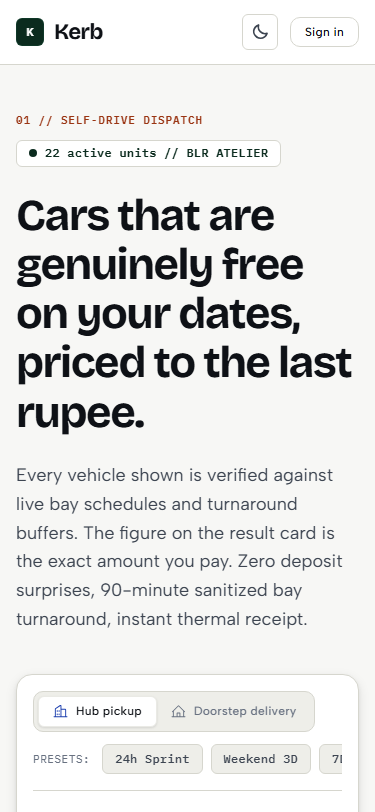 K
Kerb
Sign in
01 // SELF-DRIVE DISPATCH
22 active units // BLR ATELIER
Cars that are
genuinely free
on your dates,
priced to the last
rupee.
Every vehicle shown is verified against
live bay schedules and turnaround
buffers. The figure on the result card is
the exact amount you pay. Zero deposit
surprises, 90-minute sanitized bay
turnaround, instant thermal receipt.
Hub pickup
Doorstep delivery
PRESETS:
24h Sprint
Weekend 3D